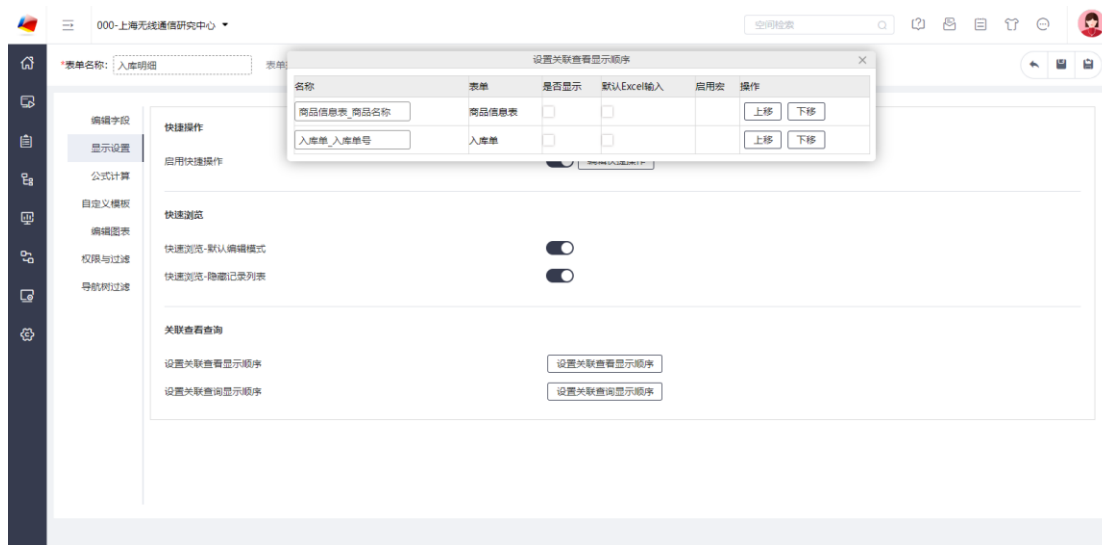 000-上海无线通信研究中心
空间检索
*表单名称: 入库明细 表单
设置关联查看显示顺序
名称 表单 是否显示 默认Excel输入 启用宏 操作
商品信息表_商品名称 商品信息表 上移 下移
入库单_入库单号 入库单 上移 下移
编辑字段
显示设置
公式计算
自定义模板
编辑图表
权限与过滤
导航树过滤
快捷操作
启用快捷操作 编辑快捷操作
快速浏览
快速浏览-默认编辑模式
快速浏览-隐藏记录列表
关联查看查询
设置关联查看显示顺序 设置关联查看显示顺序
设置关联查询显示顺序 设置关联查询显示顺序